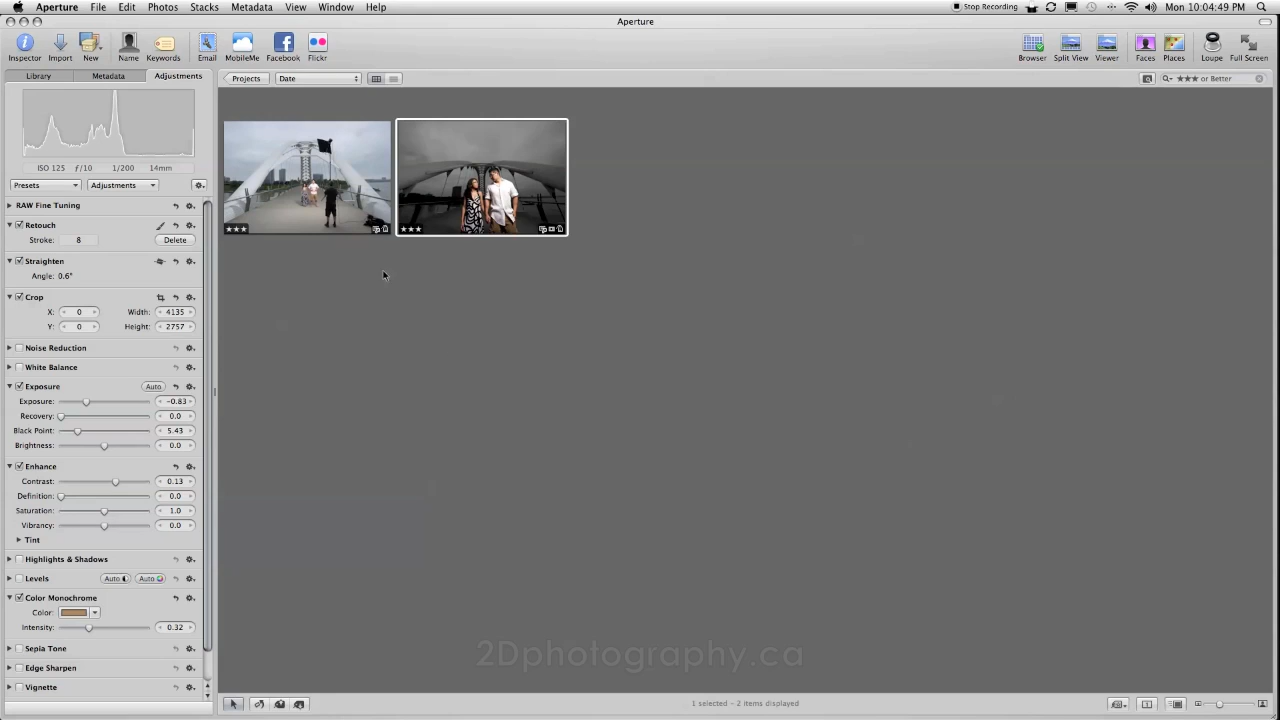 Aperture File Edit Photos Stacks Metadata View Window Help Stop Recording Mon 10:04:49 PM
Aperture
Inspector Import New Name Keywords Email MobileMe Facebook Flickr Browser Split View Viewer Faces Places Loupe Full Screen
Library Metadata Adjustments Projects Date ★★★ or Better
ISO 125 ƒ/10 1/200 14mm
Presets Adjustments
RAW Fine Tuning
Retouch
Stroke: 8 Delete
Straighten
Angle: 0.6°
Crop
X: 0 Width: 4135
Y: 0 Height: 2757
Noise Reduction
White Balance
Exposure Auto
Exposure: -0.83
Recovery: 0.0
Black Point: 5.43
Brightness: 0.0
Enhance
Contrast: 0.13
Definition: 0.0
Saturation: 1.0
Vibrancy: 0.0
Tint
Highlights & Shadows
Levels Auto Auto
Color Monochrome
Color:
Intensity: 0.32
Sepia Tone
Edge Sharpen
Vignette
★★★ ★★★
2Dphotography.ca
1 selected - 2 items displayed